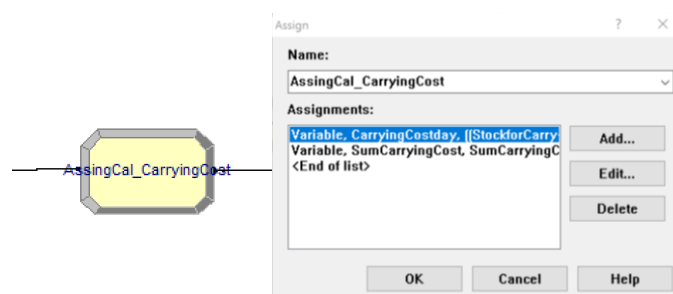 Assign ? ×
Name:
AssingCal_CarryingCost
Assignments:
Variable, CarryingCostday, [[StockforCarry
Variable, SumCarryingCost, SumCarryingC
<End of list>
Add...
Edit...
Delete
OK Cancel Help
AssingCal_CarryingCost